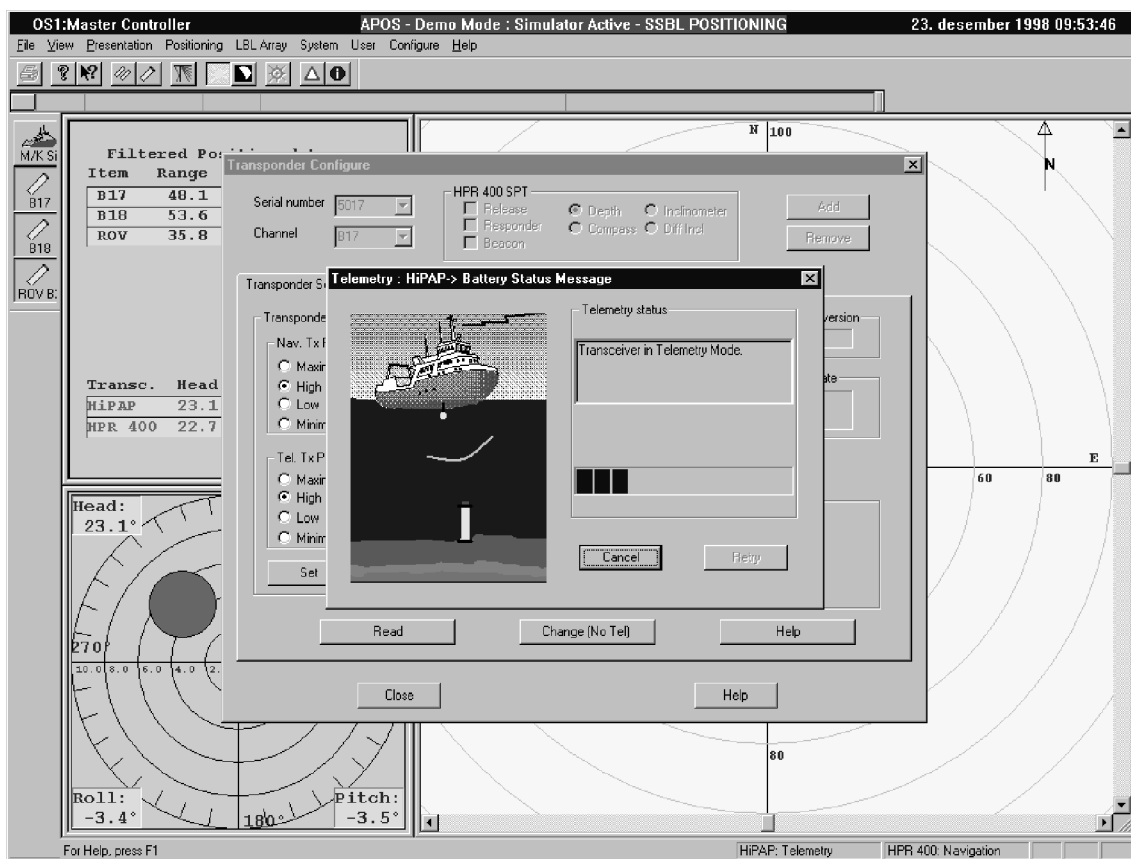 OS1:Master Controller APOS - Demo Mode : Simulator Active - SSBL POSITIONING 23. desember 1998 09:53:46
File View Presentation Positioning LBL Array System User Configure Help
M/K Si
B17
B18
ROV B
Filtered
Item Range
B17 48.1
B18 53.6
ROV 35.8
Transc. Head
HiPAP 23.1
HPR 400 22.7
N 100
N
E
60 80
80
Transponder Configure
Serial number 5017
Channel B17
HPR 400 SPT
Release
Responder
Beacon
Depth Inclinometer
Compass Diff Incl
Add
Remove
Transponder S
Transponde
Nav. Tx P
Maxim
High
Low
Minim
Tel. Tx P
Maxim
High
Low
Minim
Set
version
ate
Telemetry : HiPAP-> Battery Status Message
Telemetry status
Transceiver in Telemetry Mode.
Cancel Retry
Read Change (No Tel) Help
Close Help
Head:
23.1°
270
10.0 8.0 6.0 4.0 2.
180°
Roll:
-3.4°
Pitch:
-3.5°
For Help, press F1 HiPAP: Telemetry HPR 400: Navigation